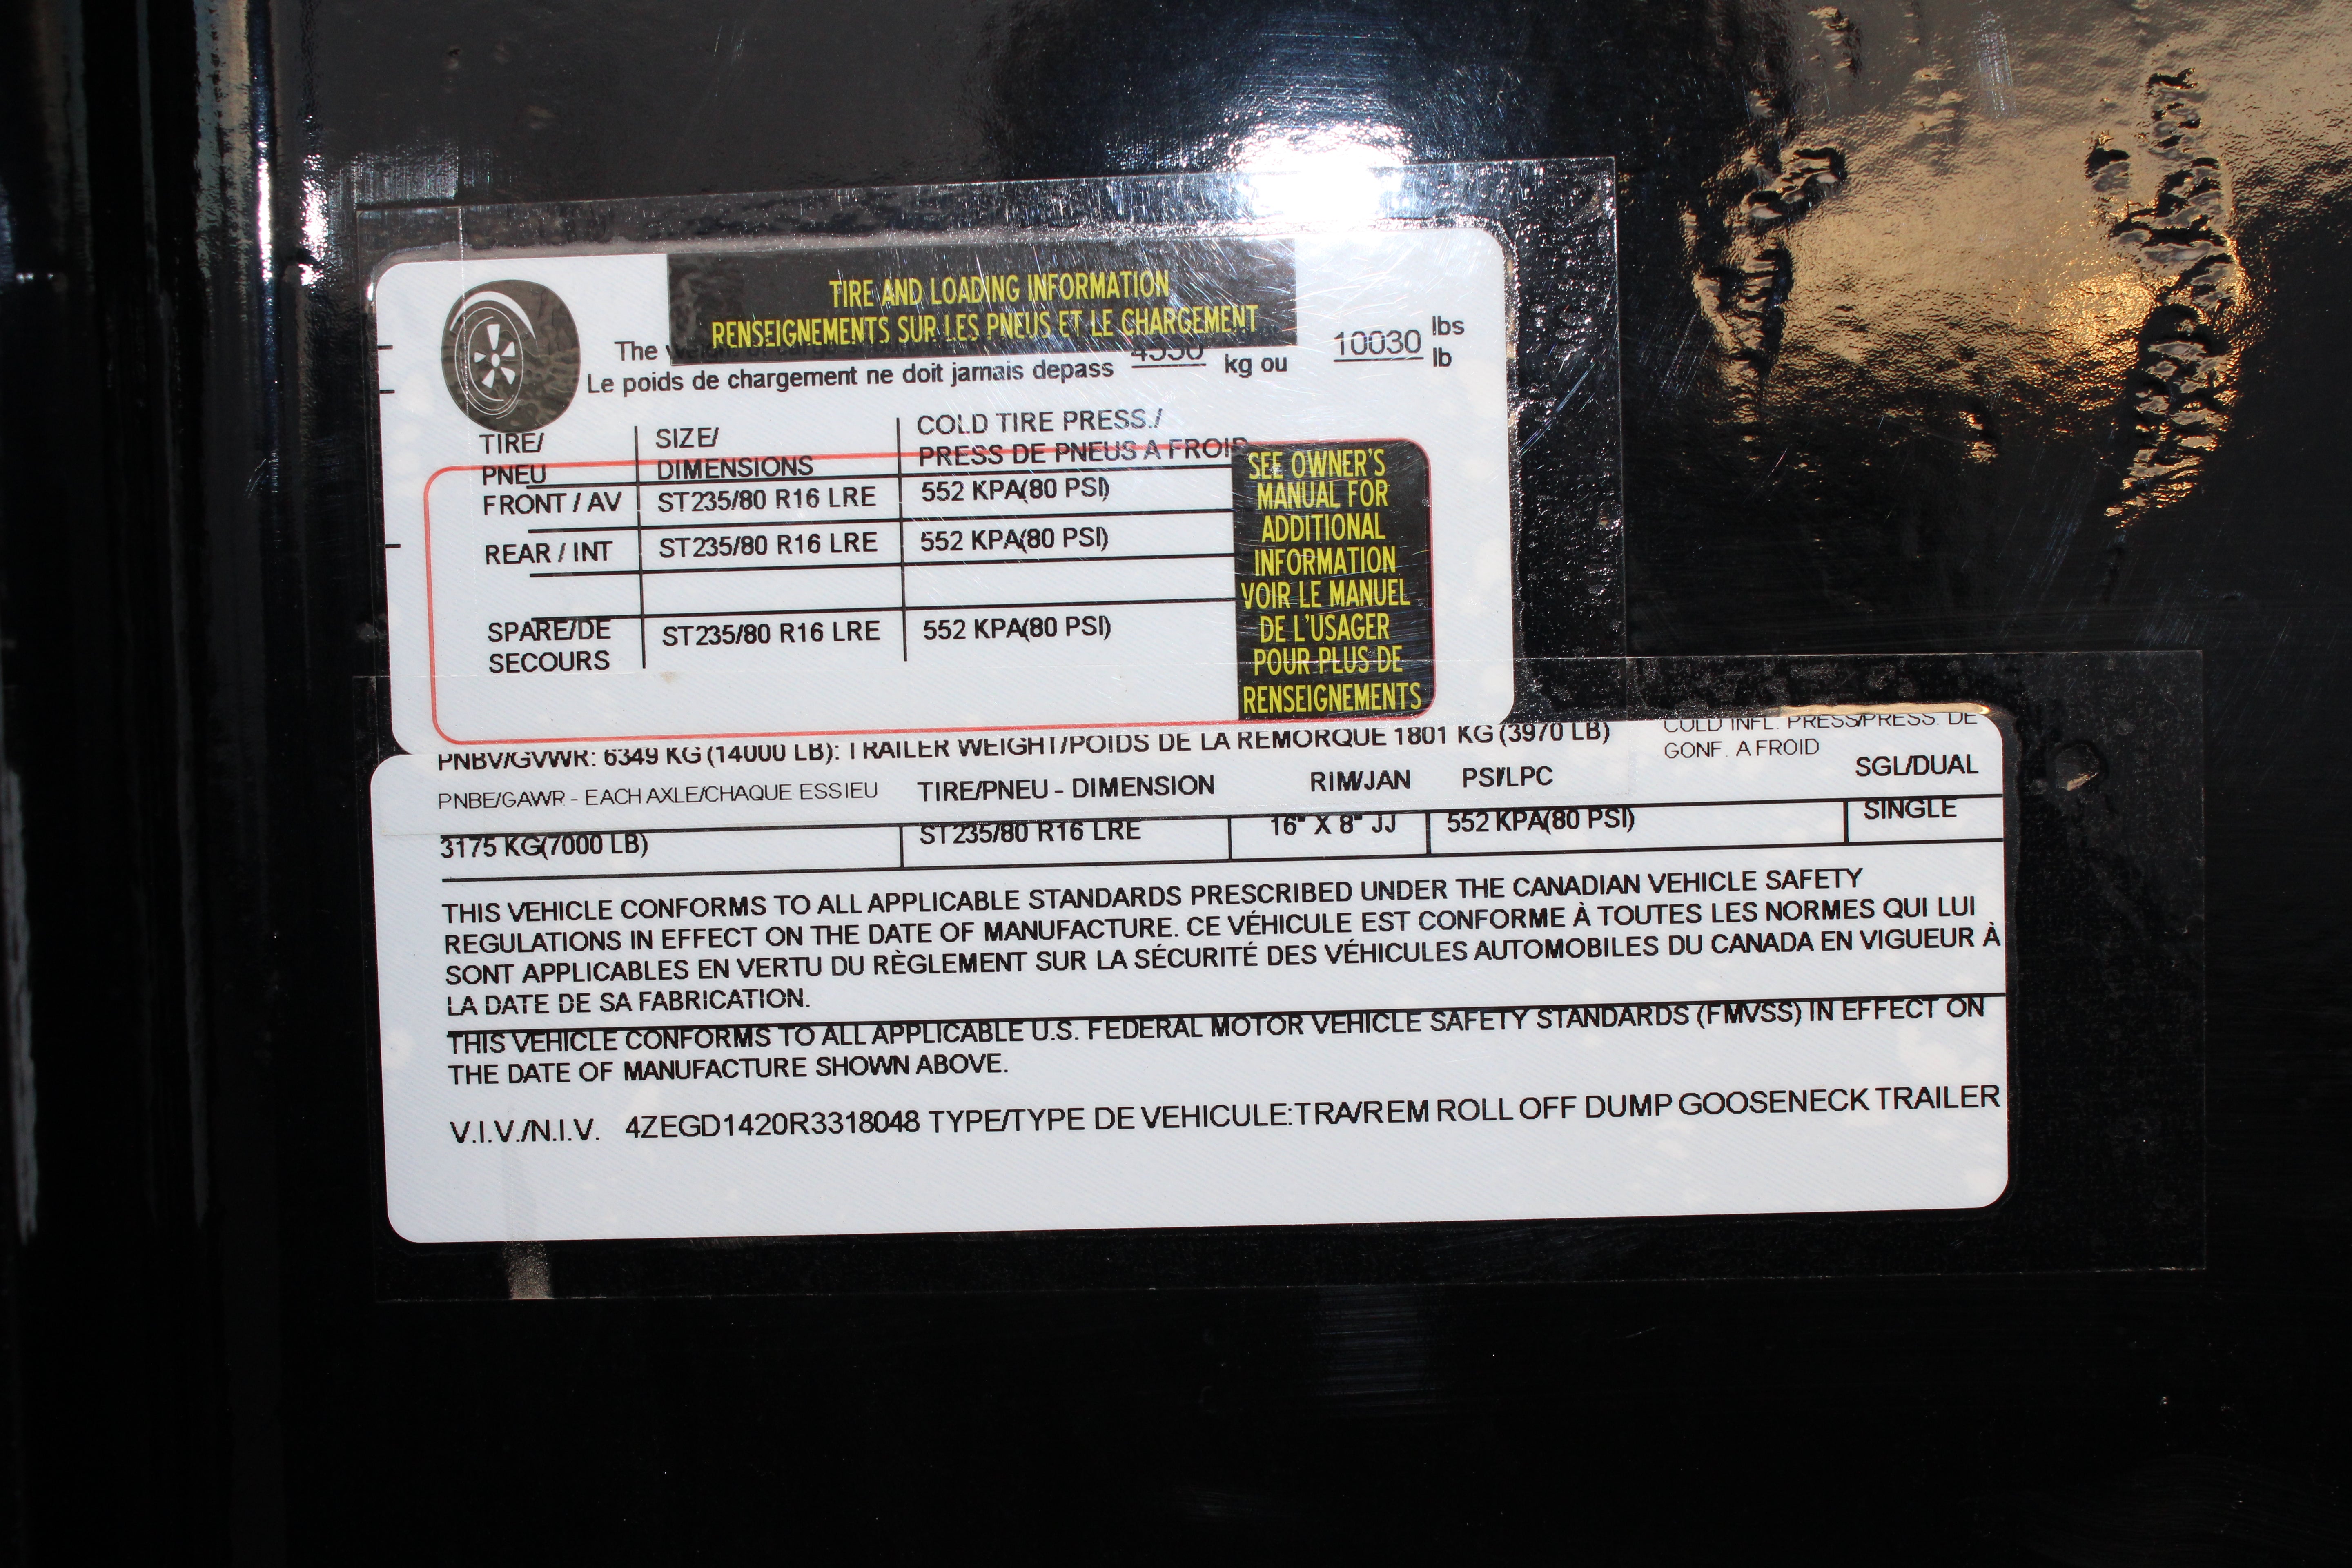 TIRE AND LOADING INFORMATION
RENSEIGNEMENTS SUR LES PNEUS ET LE CHARGEMENT
The
Le poids de chargement ne doit jamais depass kg ou 10030 lbs lb
TIRE/ PNEU
SIZE/ DIMENSIONS
COLD TIRE PRESS./
PRESS DE PNEUS A FROID
FRONT / AV ST235/80 R16 LRE 552 KPA(80 PSI)
REAR / INT ST235/80 R16 LRE 552 KPA(80 PSI)
SPARE/DE SECOURS ST235/80 R16 LRE 552 KPA(80 PSI)
SEE OWNER'S
MANUAL FOR
ADDITIONAL
INFORMATION
VOIR LE MANUEL
DE L'USAGER
POUR PLUS DE
RENSEIGNEMENTS
PNBV/GVWR: 6349 KG (14000 LB): TRAILER WEIGHT/POIDS DE LA REMORQUE 1801 KG (3970 LB)
COLD INFL. PRESS/PRESS. DE
GONF. A FROID
PNBE/GAWR - EACH AXLE/CHAQUE ESSIEU TIRE/PNEU - DIMENSION RIM/JAN PSI/LPC SGL/DUAL
3175 KG(7000 LB) ST235/80 R16 LRE 16" X 8" JJ 552 KPA(80 PSI) SINGLE
THIS VEHICLE CONFORMS TO ALL APPLICABLE STANDARDS PRESCRIBED UNDER THE CANADIAN VEHICLE SAFETY
REGULATIONS IN EFFECT ON THE DATE OF MANUFACTURE. CE VÉHICULE EST CONFORME À TOUTES LES NORMES QUI LUI
SONT APPLICABLES EN VERTU DU RÈGLEMENT SUR LA SÉCURITÉ DES VÉHICULES AUTOMOBILES DU CANADA EN VIGUEUR À
LA DATE DE SA FABRICATION.
THIS VEHICLE CONFORMS TO ALL APPLICABLE U.S. FEDERAL MOTOR VEHICLE SAFETY STANDARDS (FMVSS) IN EFFECT ON
THE DATE OF MANUFACTURE SHOWN ABOVE.
V.I.V./N.I.V. 4ZEGD1420R3318048 TYPE/TYPE DE VEHICULE:TRA/REM ROLL OFF DUMP GOOSENECK TRAILER